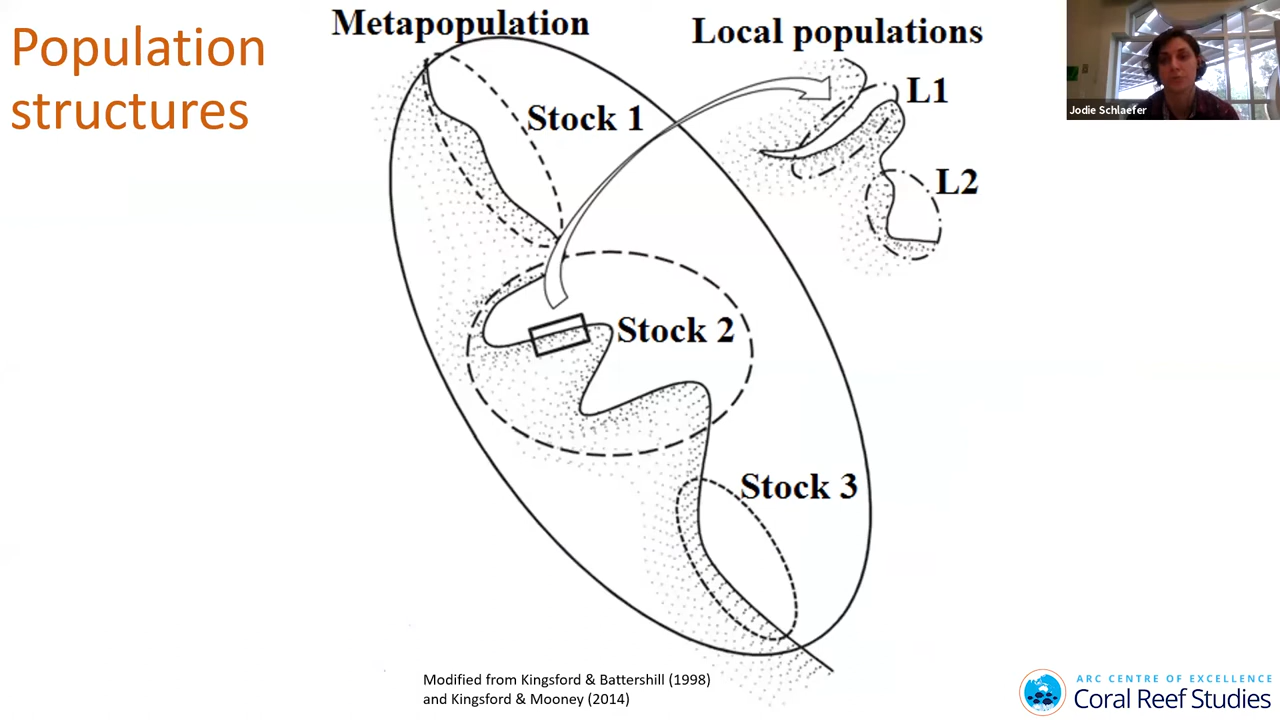 Population
structures
Metapopulation
Local populations
L1
L2
Stock 1
Stock 2
Stock 3
Modified from Kingsford & Battershill (1998)
and Kingsford & Mooney (2014)
Jodie Schlaefer
ARC CENTRE OF EXCELLENCE
Coral Reef Studies